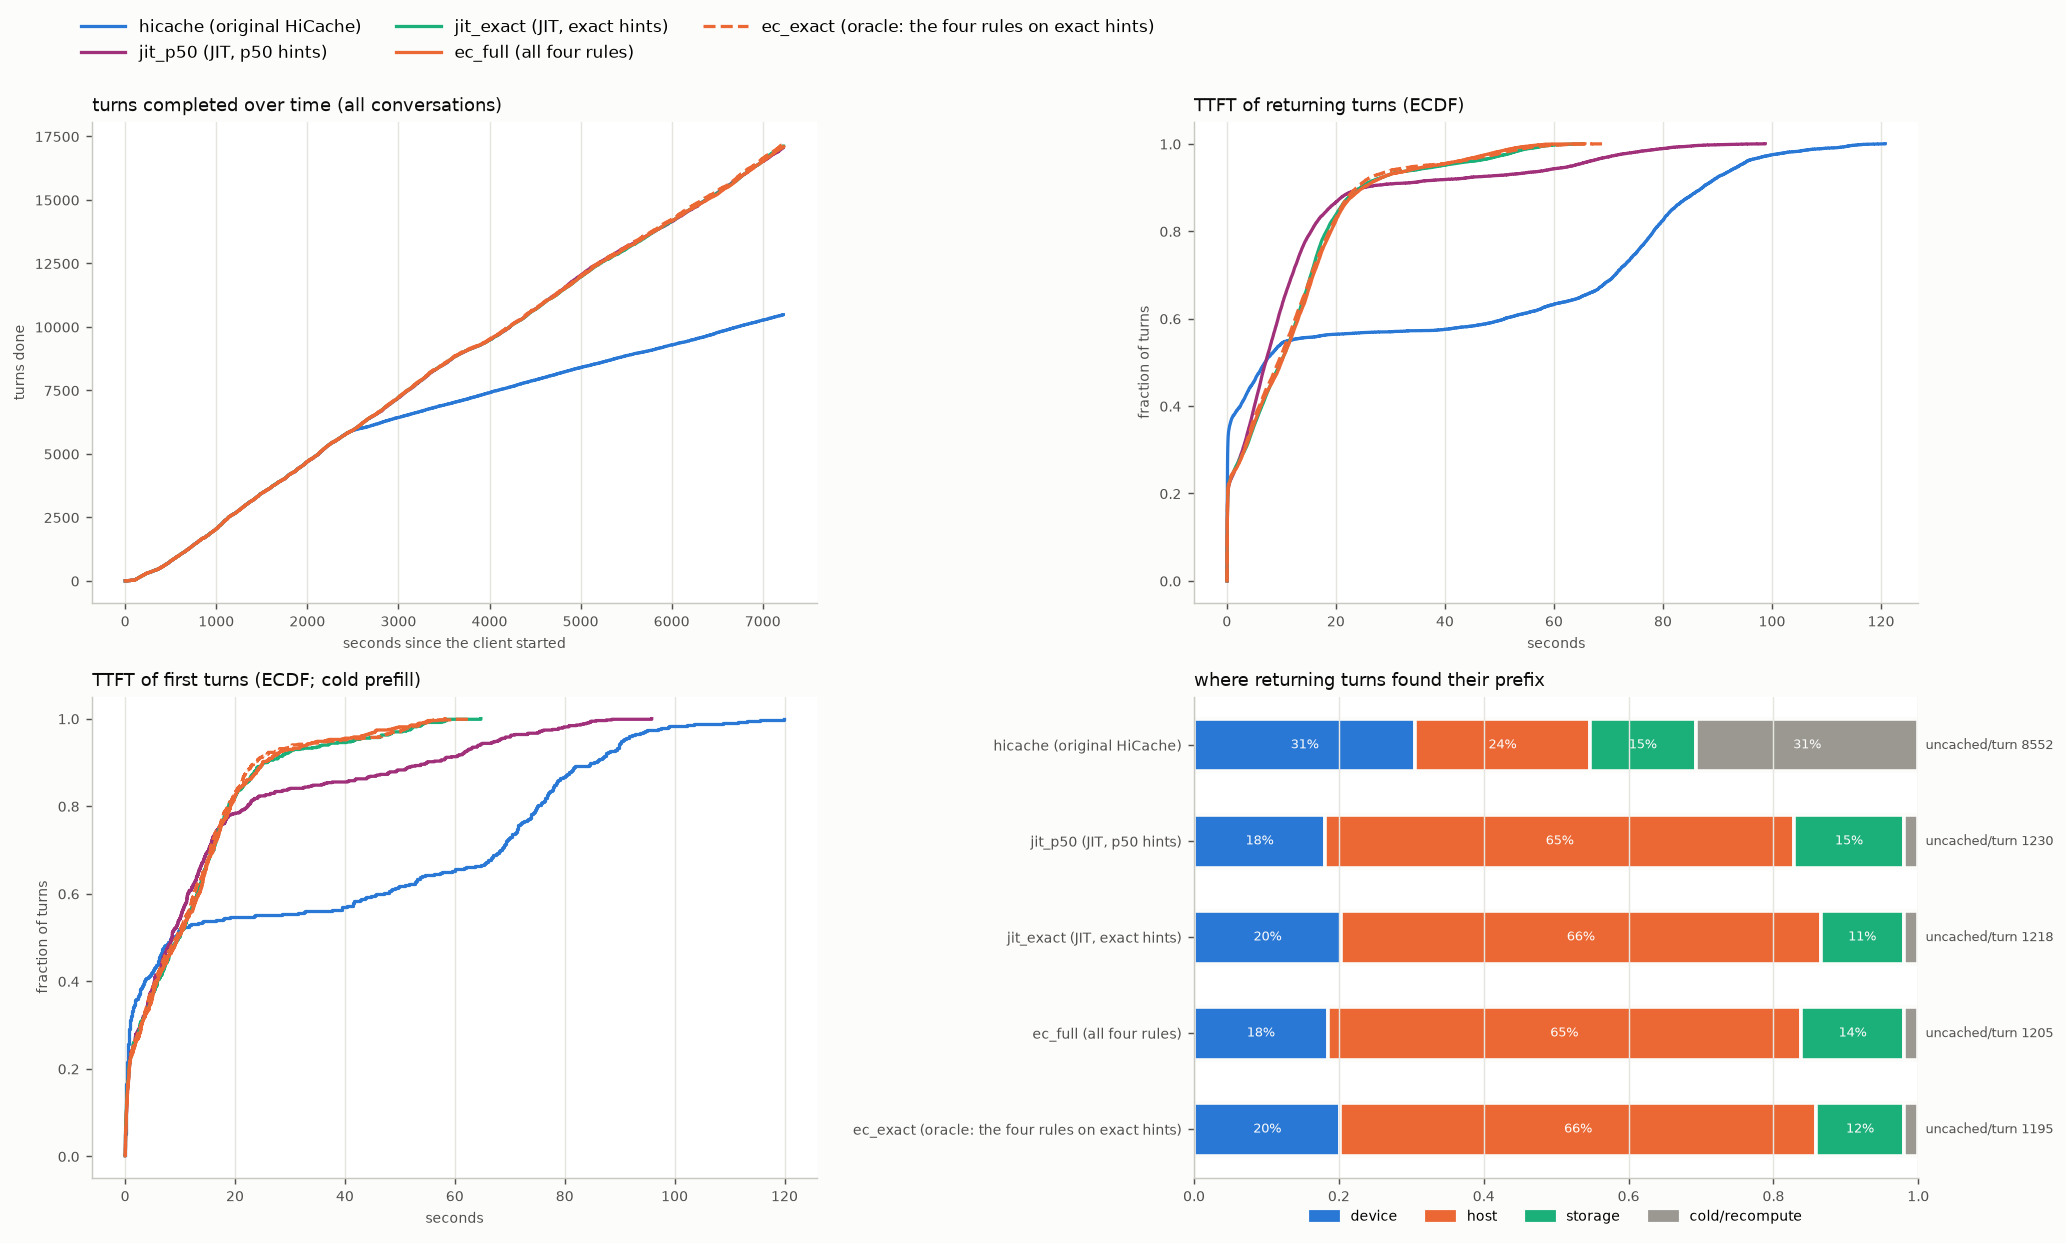 hicache (original HiCache)
jit_exact (JIT, exact hints)
ec_exact (oracle: the four rules on exact hints)
jit_p50 (JIT, p50 hints)
ec_full (all four rules)
turns completed over time (all conversations)
17500
15000
12500
10000
7500
5000
2500
0
turns done
0 1000 2000 3000 4000 5000 6000 7000
seconds since the client started
TTFT of returning turns (ECDF)
1.0
0.8
0.6
0.4
0.2
0.0
fraction of turns
0 20 40 60 80 100 120
seconds
TTFT of first turns (ECDF; cold prefill)
1.0
0.8
0.6
0.4
0.2
0.0
fraction of turns
0 20 40 60 80 100 120
seconds
where returning turns found their prefix
hicache (original HiCache) 31% 24% 15% 31% uncached/turn 8552
jit_p50 (JIT, p50 hints) 18% 65% 15% uncached/turn 1230
jit_exact (JIT, exact hints) 20% 66% 11% uncached/turn 1218
ec_full (all four rules) 18% 65% 14% uncached/turn 1205
ec_exact (oracle: the four rules on exact hints) 20% 66% 12% uncached/turn 1195
0.0 0.2 0.4 0.6 0.8 1.0
device host storage cold/recompute